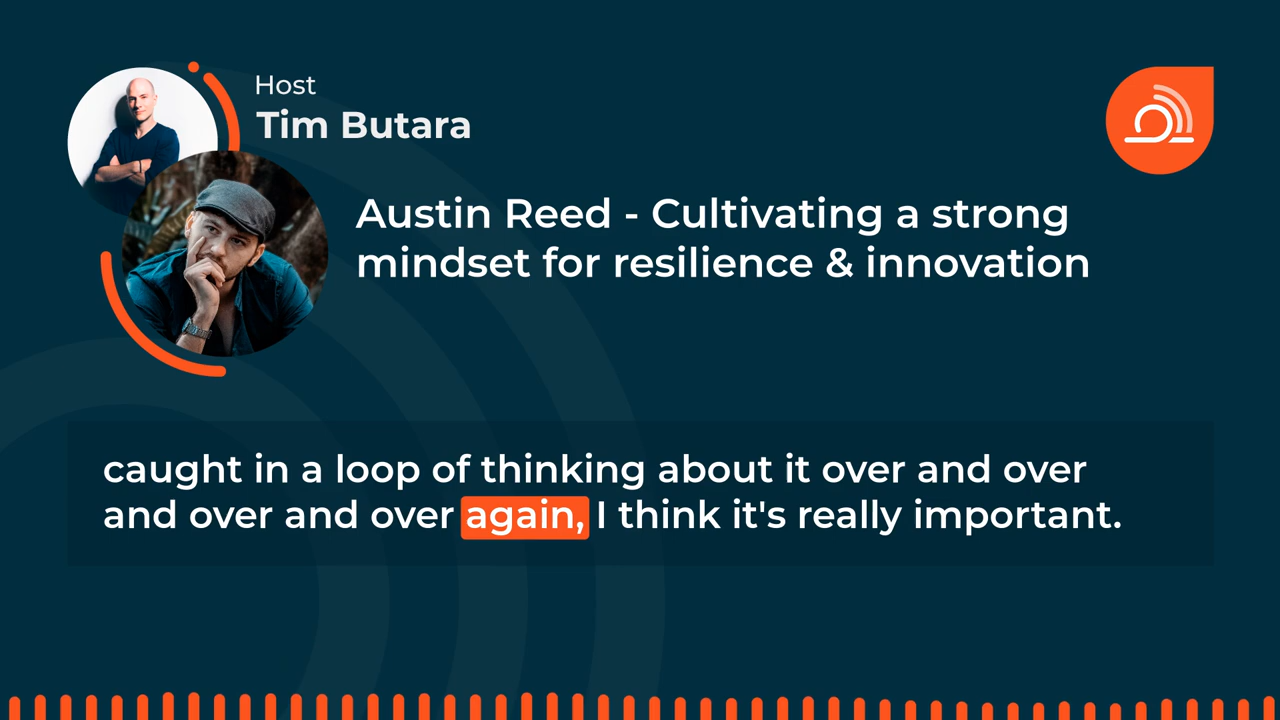 Host
Tim Butara
Austin Reed - Cultivating a strong
mindset for resilience & innovation
caught in a loop of thinking about it over and over
and over and over again, I think it's really important.